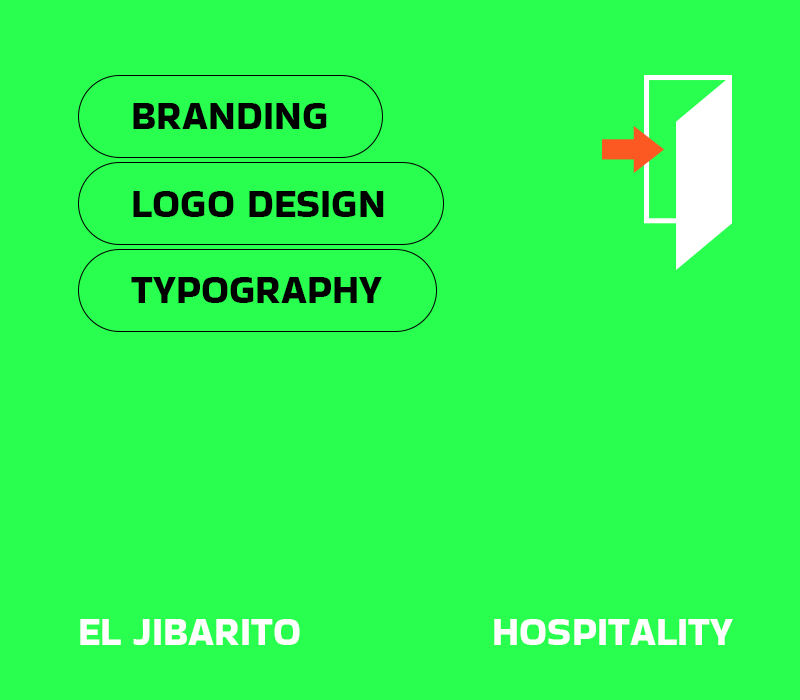 BRANDING
LOGO DESIGN
TYPOGRAPHY
EL JIBARITO
HOSPITALITY